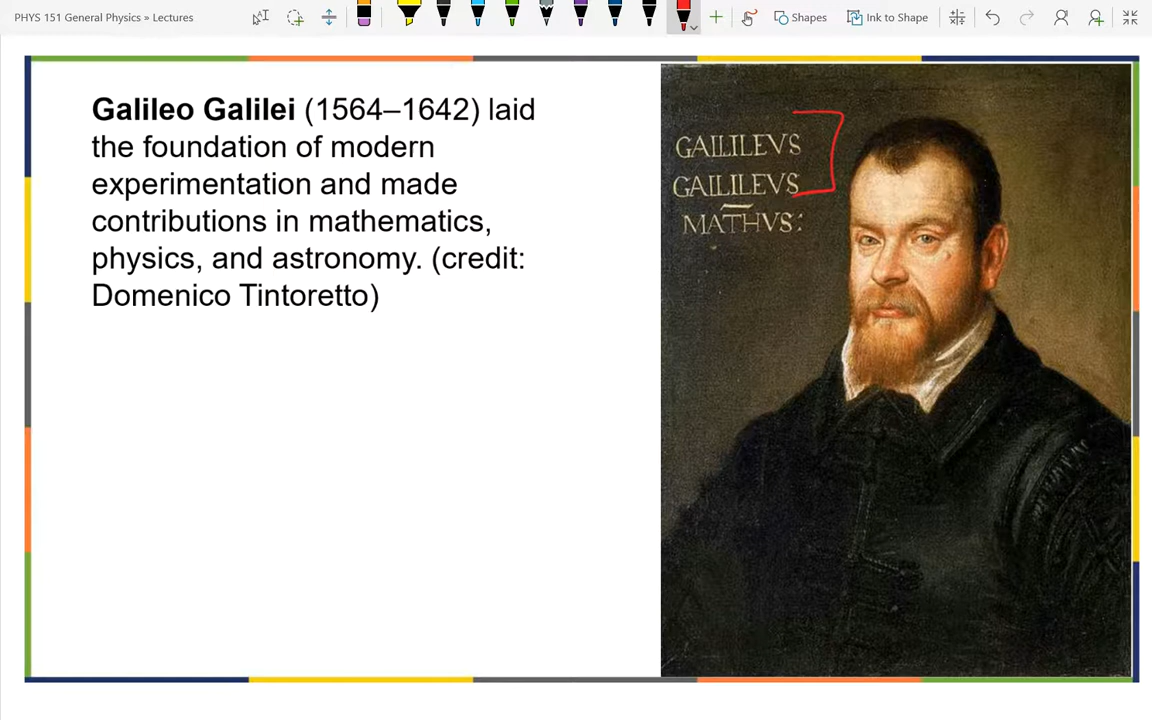 PHYS 151 General Physics » Lectures
Shapes
Ink to Shape
Galileo Galilei (1564–1642) laid
the foundation of modern
experimentation and made
contributions in mathematics,
physics, and astronomy. (credit:
Domenico Tintoretto)
GAILILEVS
GAILILEVS
MATHVS: